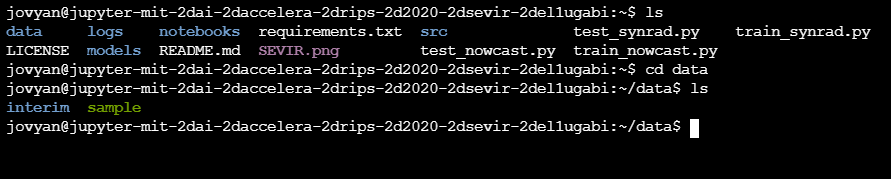 jovyan@jupyter-mit-2dai-2daccelera-2drips-2d2020-2dsevir-2del1ugabi:~$ ls
data logs notebooks requirements.txt src test_synrad.py train_synrad.py
LICENSE models README.md SEVIR.png test_nowcast.py train_nowcast.py
jovyan@jupyter-mit-2dai-2daccelera-2drips-2d2020-2dsevir-2del1ugabi:~$ cd data
jovyan@jupyter-mit-2dai-2daccelera-2drips-2d2020-2dsevir-2del1ugabi:~/data$ ls
interim sample
jovyan@jupyter-mit-2dai-2daccelera-2drips-2d2020-2dsevir-2del1ugabi:~/data$